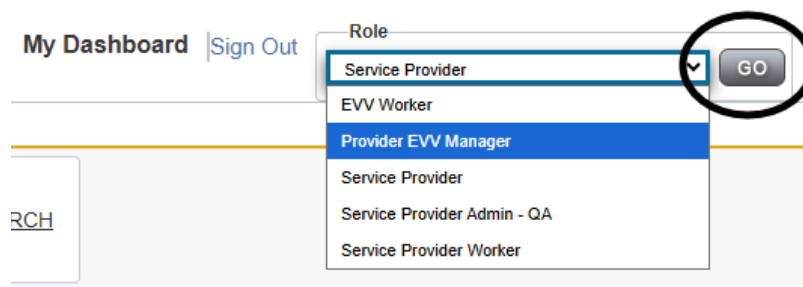 Role
My Dashboard Sign Out
Service Provider GO
EVV Worker
Provider EVV Manager
Service Provider
RCH
Service Provider Admin - QA
Service Provider Worker